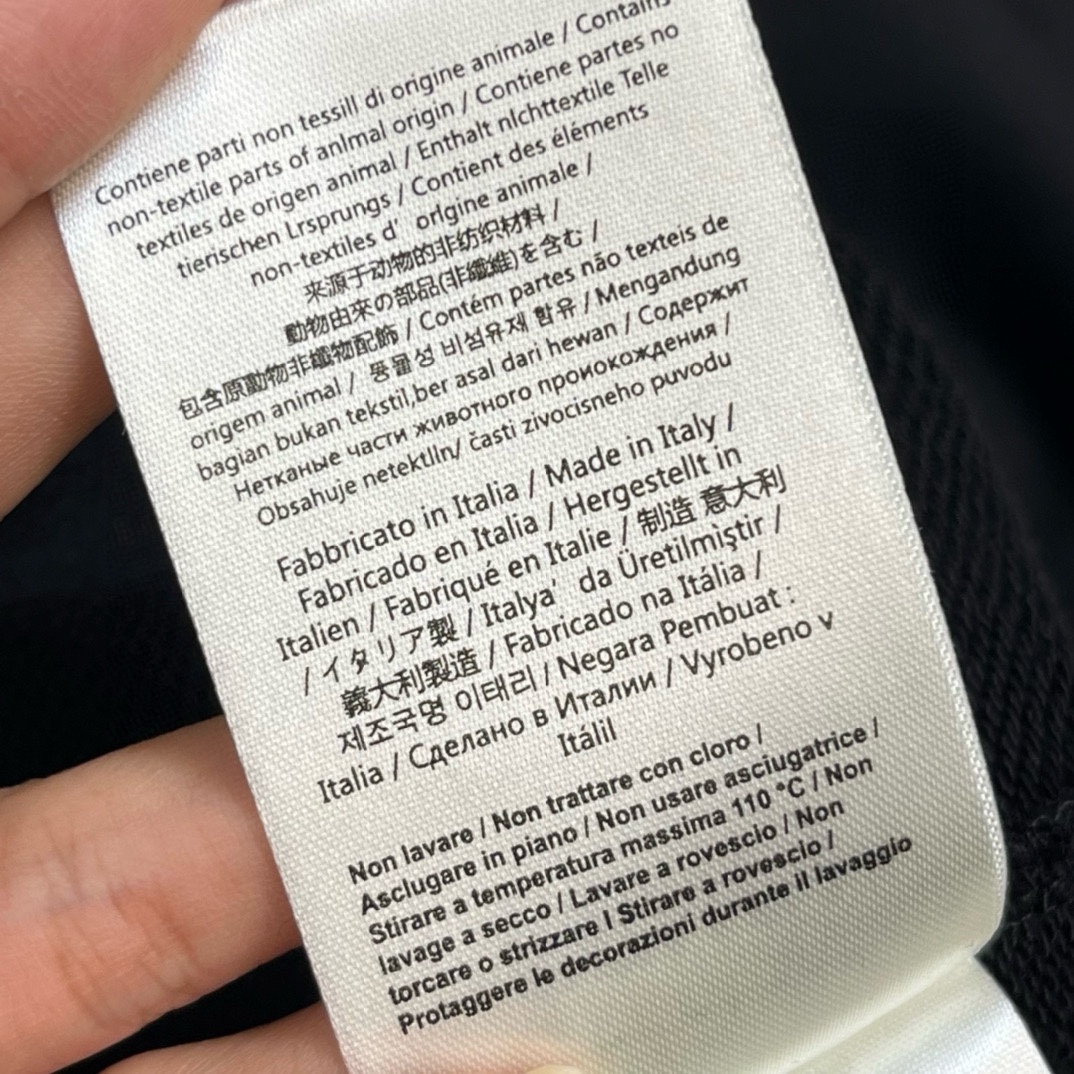 Contiene parti non tessill di origine animale / Contains
non-textile parts of anlmal origin / Contiene partes no
textiles de origen animal / Enthalt nlchttextile Telle
tierischen Lrsprungs / Contient des éléments
non-textiles d' orlgine animale /
来源于动物的非纺织材料 /
動物由来の部品(非繊維)を含む /
包含原動物非纖物配飾 / Contém partes não texteis de
origem animal / 동물성 비섬유제 함유 / Mengandung
bagian bukan tekstil,ber asal dari hewan / Содержит
Нетканые части животного проиокождения /
Obsahuje netektlln/ časti zivocisneho puvodu
Fabbricato in Italia / Made in Italy /
Fabricado en Italia / Hergestellt in
Italien / Fabriqué en Italie / 制造 意大利
/ イタリア製 / Italya' da Üretilmiştir /
義大利製造 / Fabricado na Itália /
제조국명 이태리 / Negara Pembuat :
Italia / Сделано в Италии / Vyrobeno v
Itálil
Non lavare / Non trattare con cloro /
Asclugare in piano / Non usare asciugatrice /
Stirare a temperatura massima 110 °C / Non
lavage a secco / Lavare a rovescio / Non
torcare o strizzare l Stirare a rovescio /
Protaggere le decorazioni durante il lavaggio